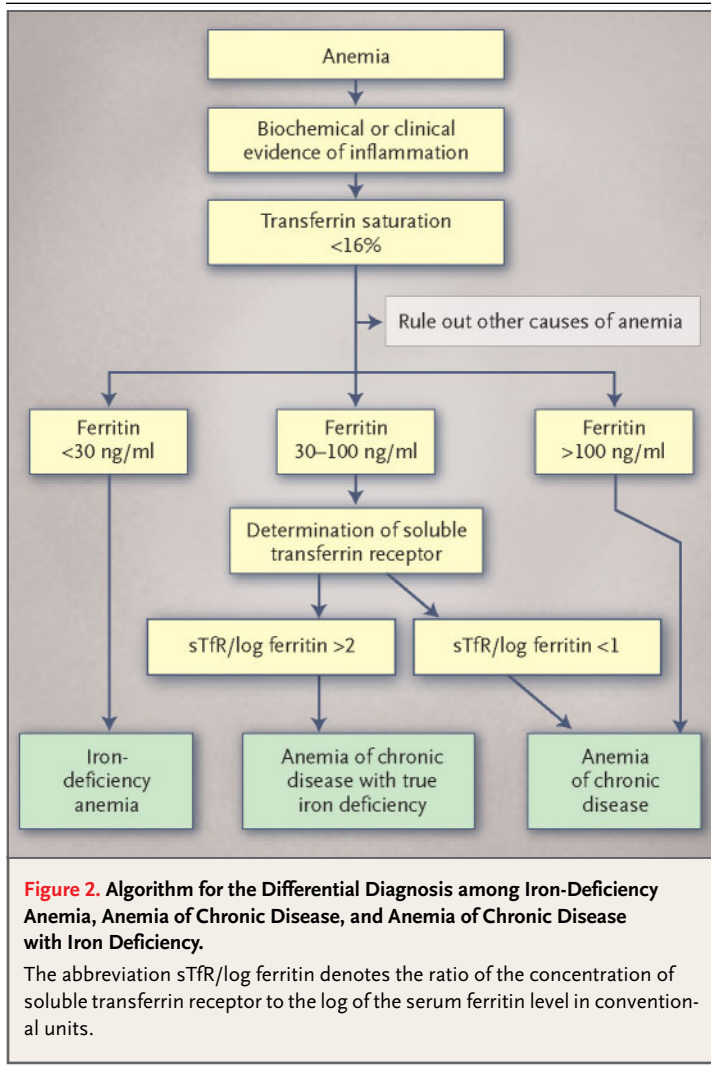 Anemia
Biochemical or clinical
evidence of inflammation
Transferrin saturation
<16%
Rule out other causes of anemia
Ferritin
<30 ng/ml
Ferritin
30–100 ng/ml
Ferritin
>100 ng/ml
Determination of soluble
transferrin receptor
sTfR/log ferritin >2
sTfR/log ferritin <1
Iron-
deficiency
anemia
Anemia of chronic
disease with true
iron deficiency
Anemia
of chronic
disease
Figure 2. Algorithm for the Differential Diagnosis among Iron-Deficiency
Anemia, Anemia of Chronic Disease, and Anemia of Chronic Disease
with Iron Deficiency.
The abbreviation sTfR/log ferritin denotes the ratio of the concentration of
soluble transferrin receptor to the log of the serum ferritin level in convention-
al units.